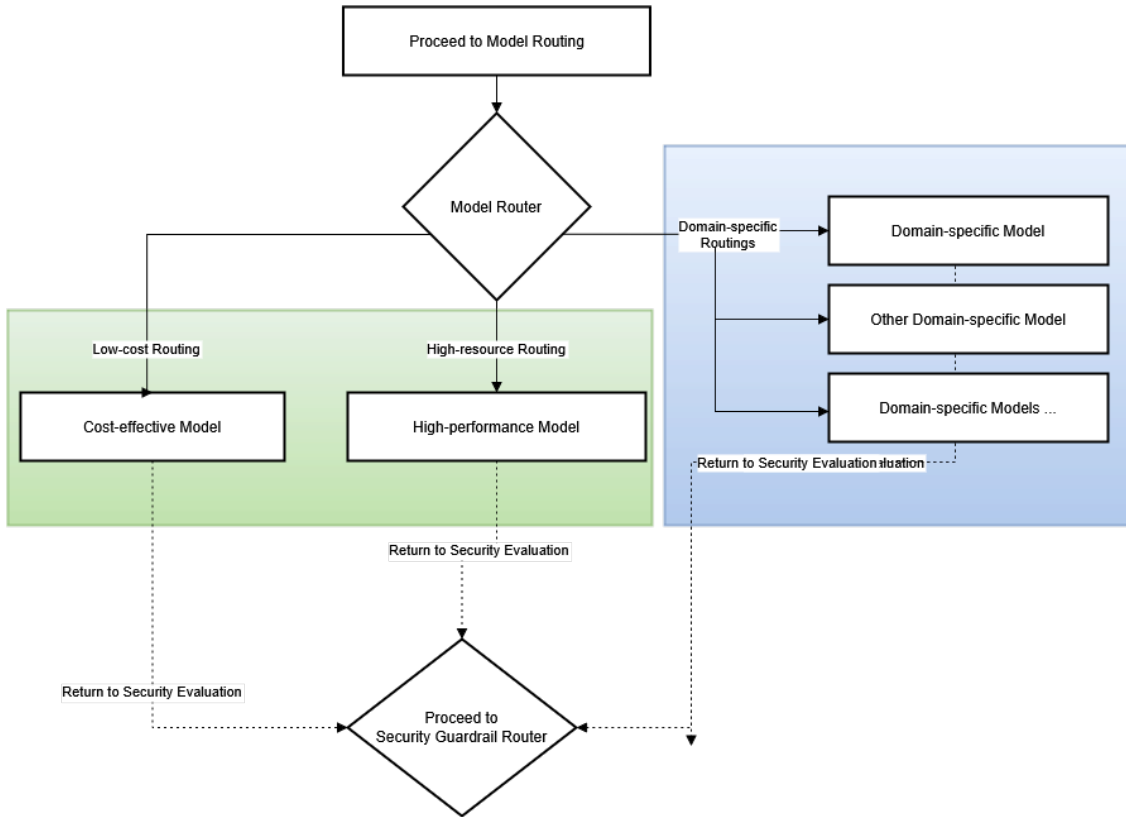 Proceed to Model Routing
Model Router
Domain-specific
Routings
Domain-specific Model
Other Domain-specific Model
Low-cost Routing
High-resource Routing
Domain-specific Models ...
Cost-effective Model
High-performance Model
Return to Security Evaluation
Return to Security Evaluation
Return to Security Evaluation
Proceed to
Security Guardrail Router